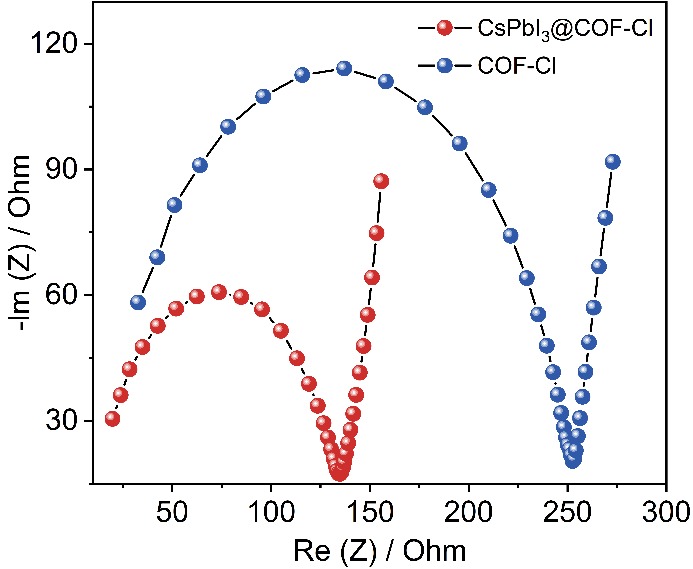 CsPbI₃@COF-Cl
COF-Cl
120
90
60
30
-Im (Z) / Ohm
50
100
150
200
250
300
Re (Z) / Ohm